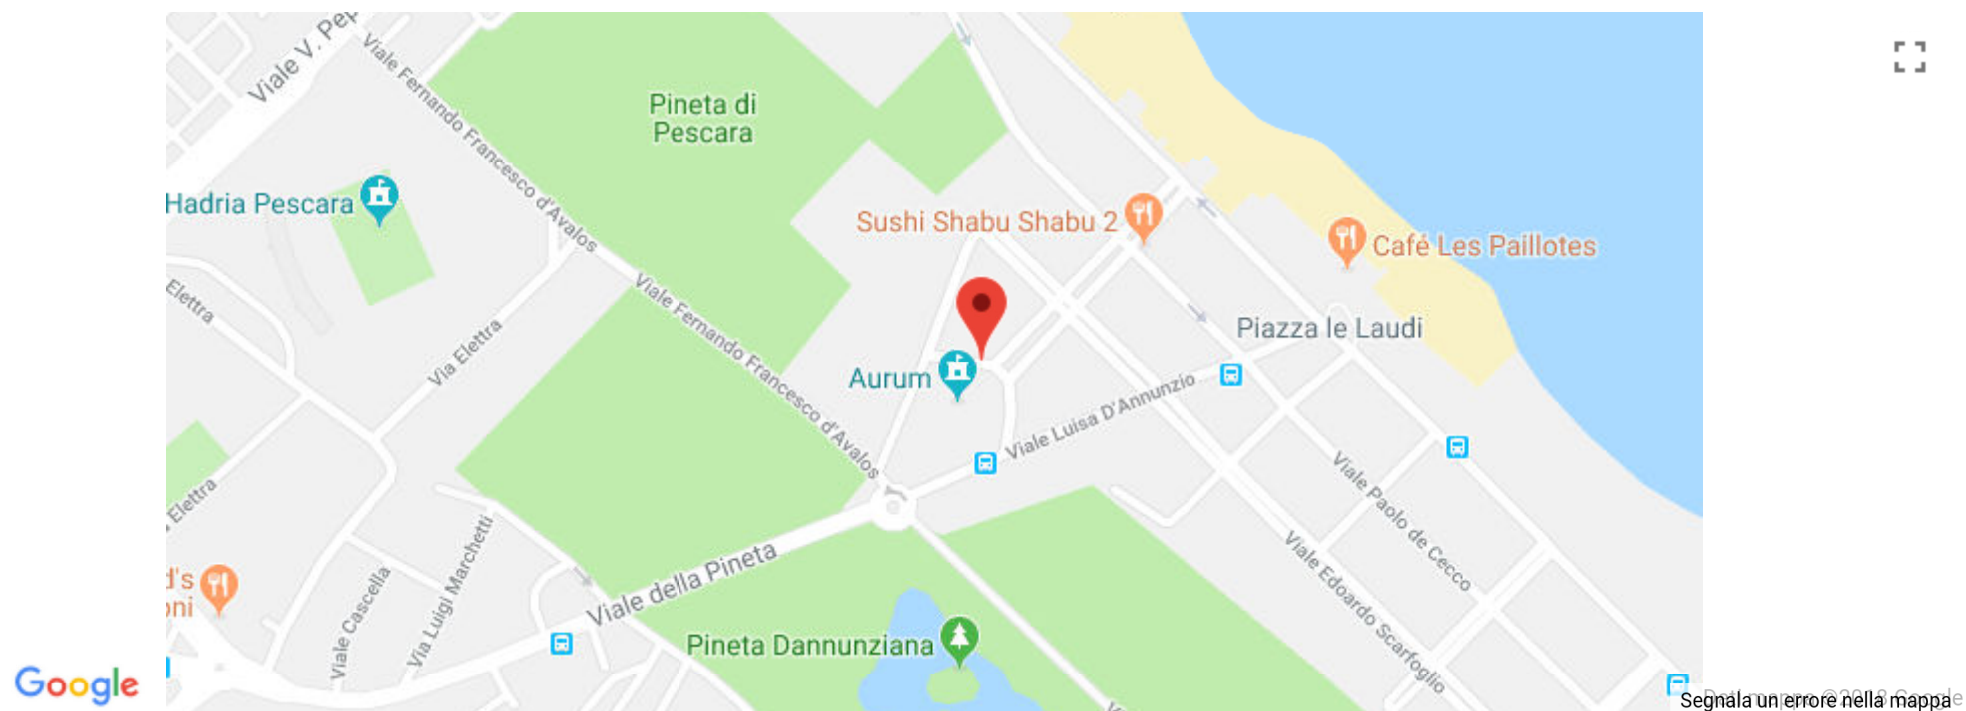 Viale V. Pep
Viale Fernando Francesco d'Avalos
Pineta di
Pescara
Hadria Pescara
Sushi Shabu Shabu 2
Café Les Paillotes
Elettra
Viale Fernando Francesco d'Avalos
Via Elettra
Piazza le Laudi
Aurum
Viale Luisa D'Annunzio
Elettra
Viale Paolo de Cecco
Viale Edoardo Scarfoglio
d's
oni
Viale Cascella
Via Luigi Marchetti
Viale della Pineta
Pineta Dannunziana
Google
Segnala un errore nella mappa